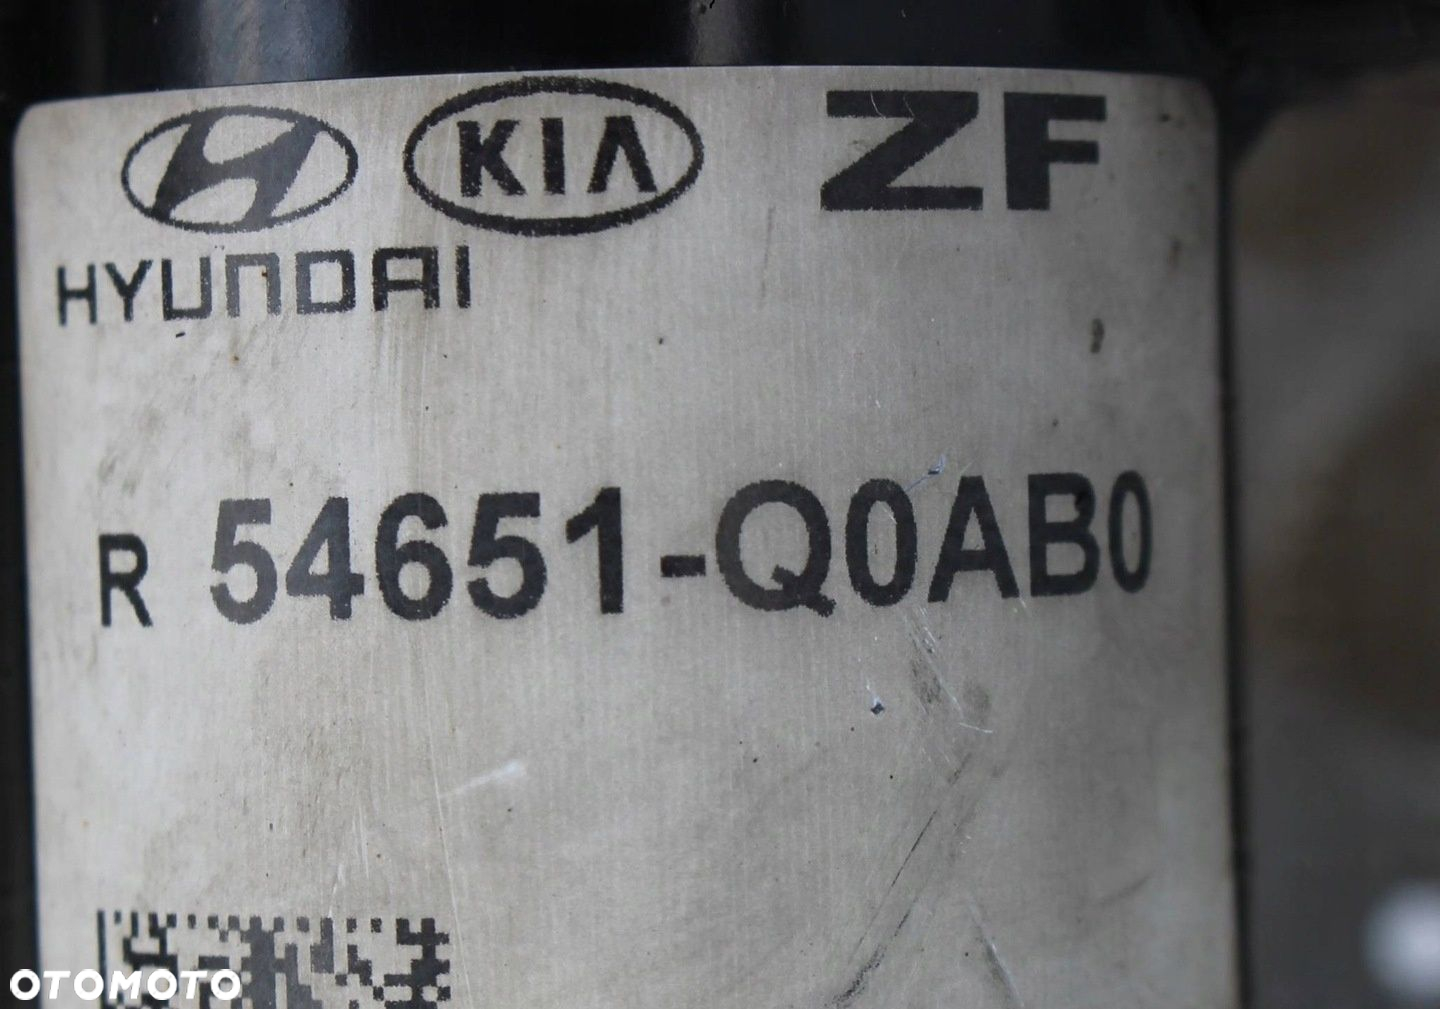 KIA ZF
HYUNDAI
R 54651-Q0AB0
OTOMOTO